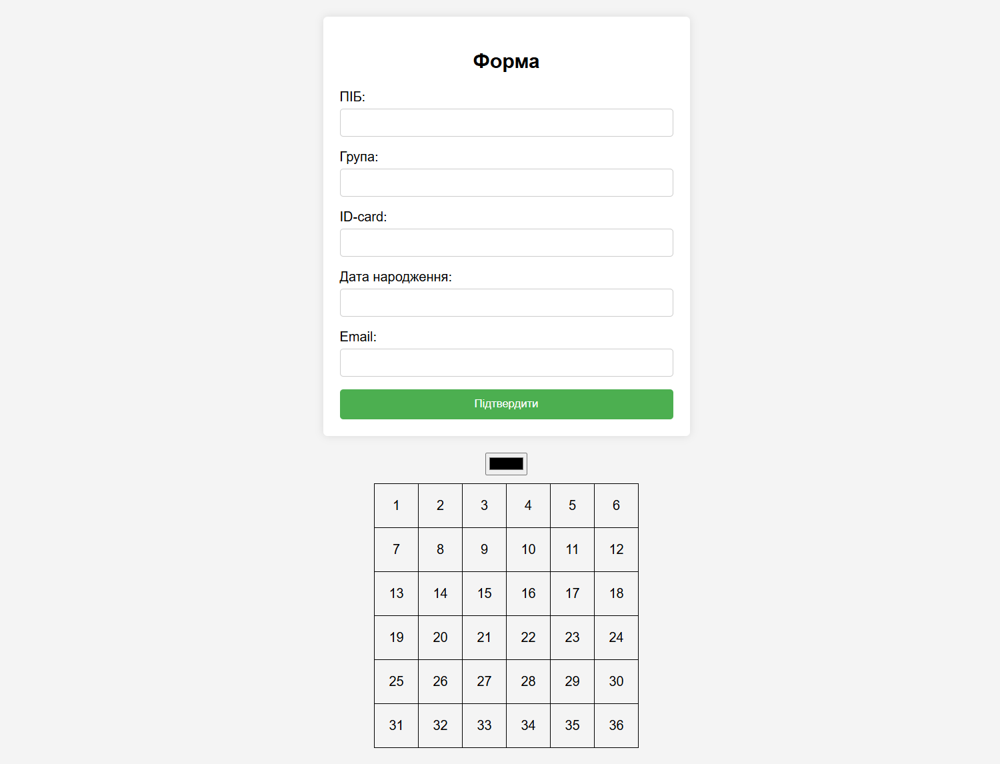 Форма
ПІБ:
Група:
ID-card:
Дата народження:
Email:
Підтвердити
1 2 3 4 5 6
7 8 9 10 11 12
13 14 15 16 17 18
19 20 21 22 23 24
25 26 27 28 29 30
31 32 33 34 35 36